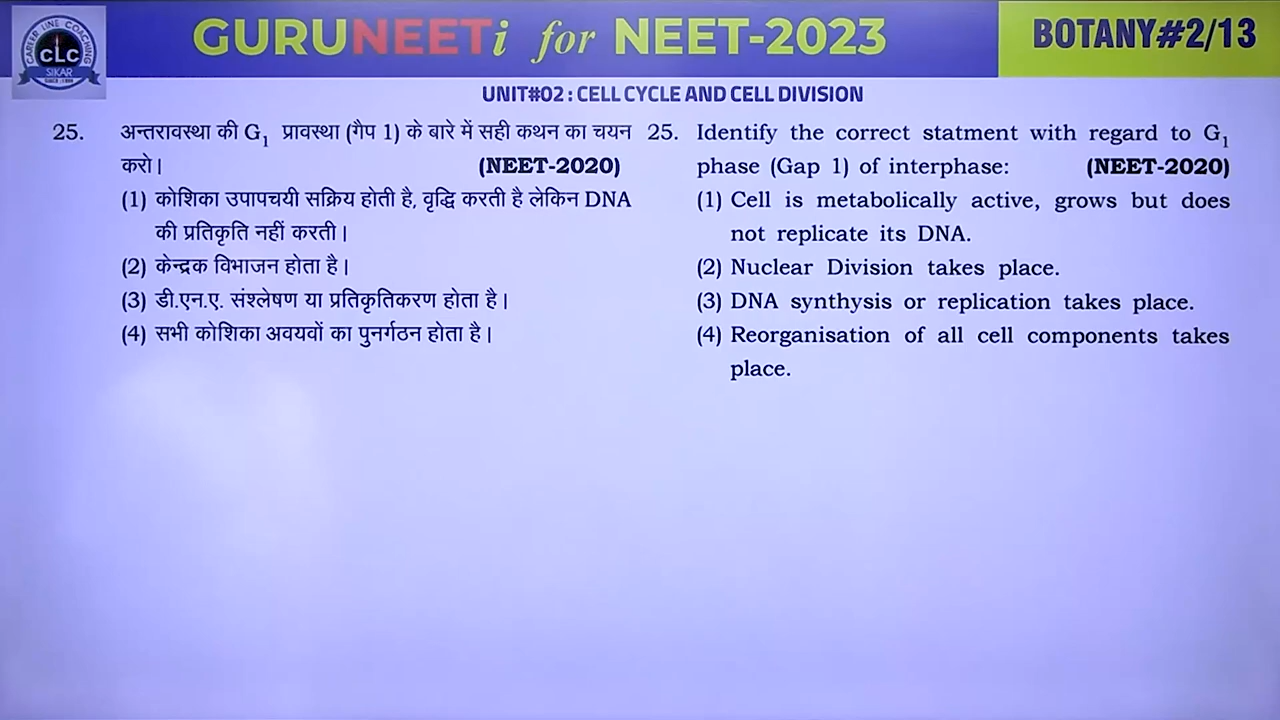 CAREER LINE COACHING
CLC
SIKAR
GURUNEETi for NEET-2023
BOTANY#2/13
UNIT#02 : CELL CYCLE AND CELL DIVISION
25. अन्तरावस्था की G1 प्रावस्था (गैप 1) के बारे में सही कथन का चयन
करो। (NEET-2020)
(1) कोशिका उपापचयी सक्रिय होती है, वृद्धि करती है लेकिन DNA
की प्रतिकृति नहीं करती।
(2) केन्द्रक विभाजन होता है।
(3) डी.एन.ए. संश्लेषण या प्रतिकृतिकरण होता है।
(4) सभी कोशिका अवयवों का पुनर्गठन होता है।
25. Identify the correct statment with regard to G1
phase (Gap 1) of interphase: (NEET-2020)
(1) Cell is metabolically active, grows but does
not replicate its DNA.
(2) Nuclear Division takes place.
(3) DNA synthysis or replication takes place.
(4) Reorganisation of all cell components takes
place.